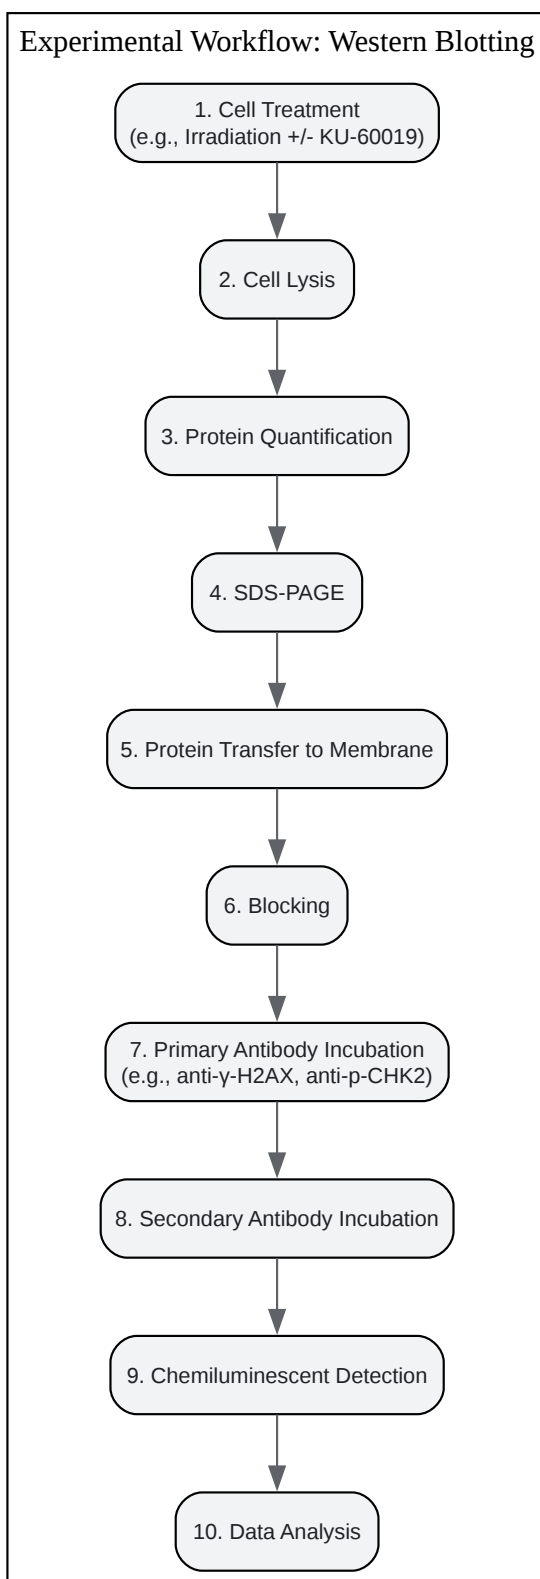 Experimental Workflow: Western Blotting
1. Cell Treatment
(e.g., Irradiation +/- KU-60019)
2. Cell Lysis
3. Protein Quantification
4. SDS-PAGE
5. Protein Transfer to Membrane
6. Blocking
7. Primary Antibody Incubation
(e.g., anti-γ-H2AX, anti-p-CHK2)
8. Secondary Antibody Incubation
9. Chemiluminescent Detection
10. Data Analysis